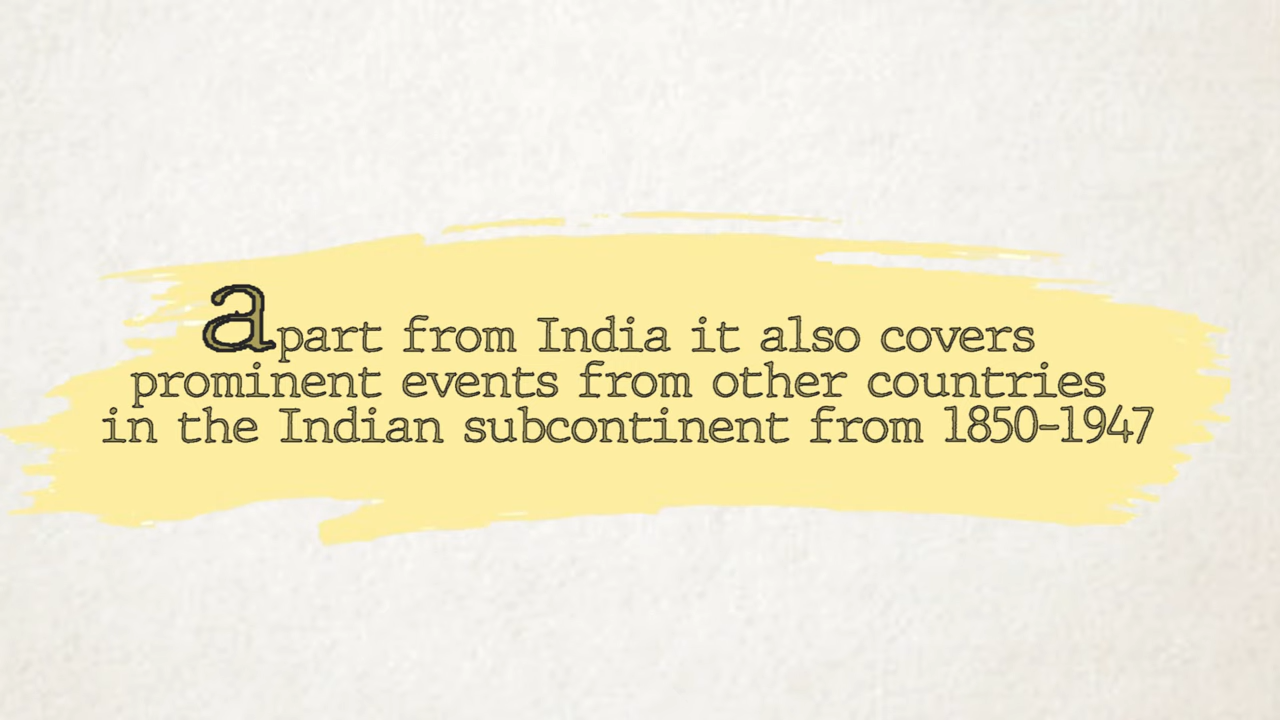 apart from India it also covers
prominent events from other countries
in the Indian subcontinent from 1850-1947